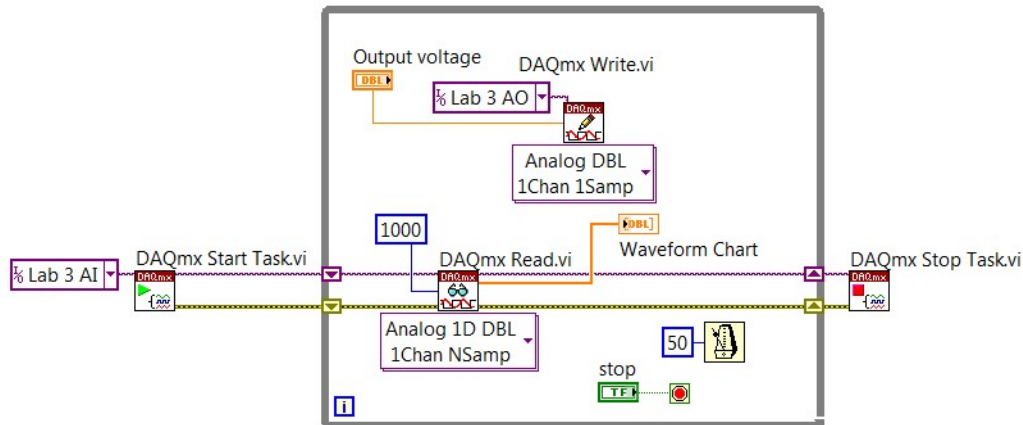 Output voltage
DAQmx Write.vi
DBL
I/O Lab 3 AO
DAQmx
Analog DBL
1Chan 1Samp
1000
DBL
Waveform Chart
DAQmx Start Task.vi
DAQmx Read.vi
DAQmx Stop Task.vi
I/O Lab 3 AI
DAQmx
DAQmx
DAQmx
Analog 1D DBL
1Chan NSamp
50
stop
TF
i